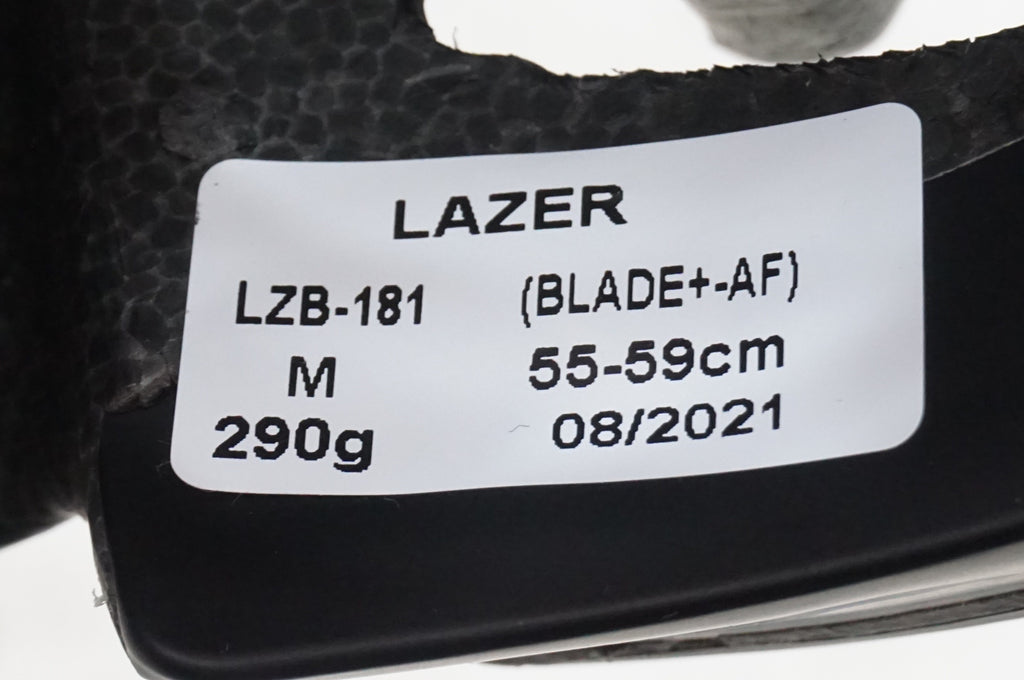 LAZER
LZB-181 (BLADE+-AF)
M 55-59cm
290g 08/2021